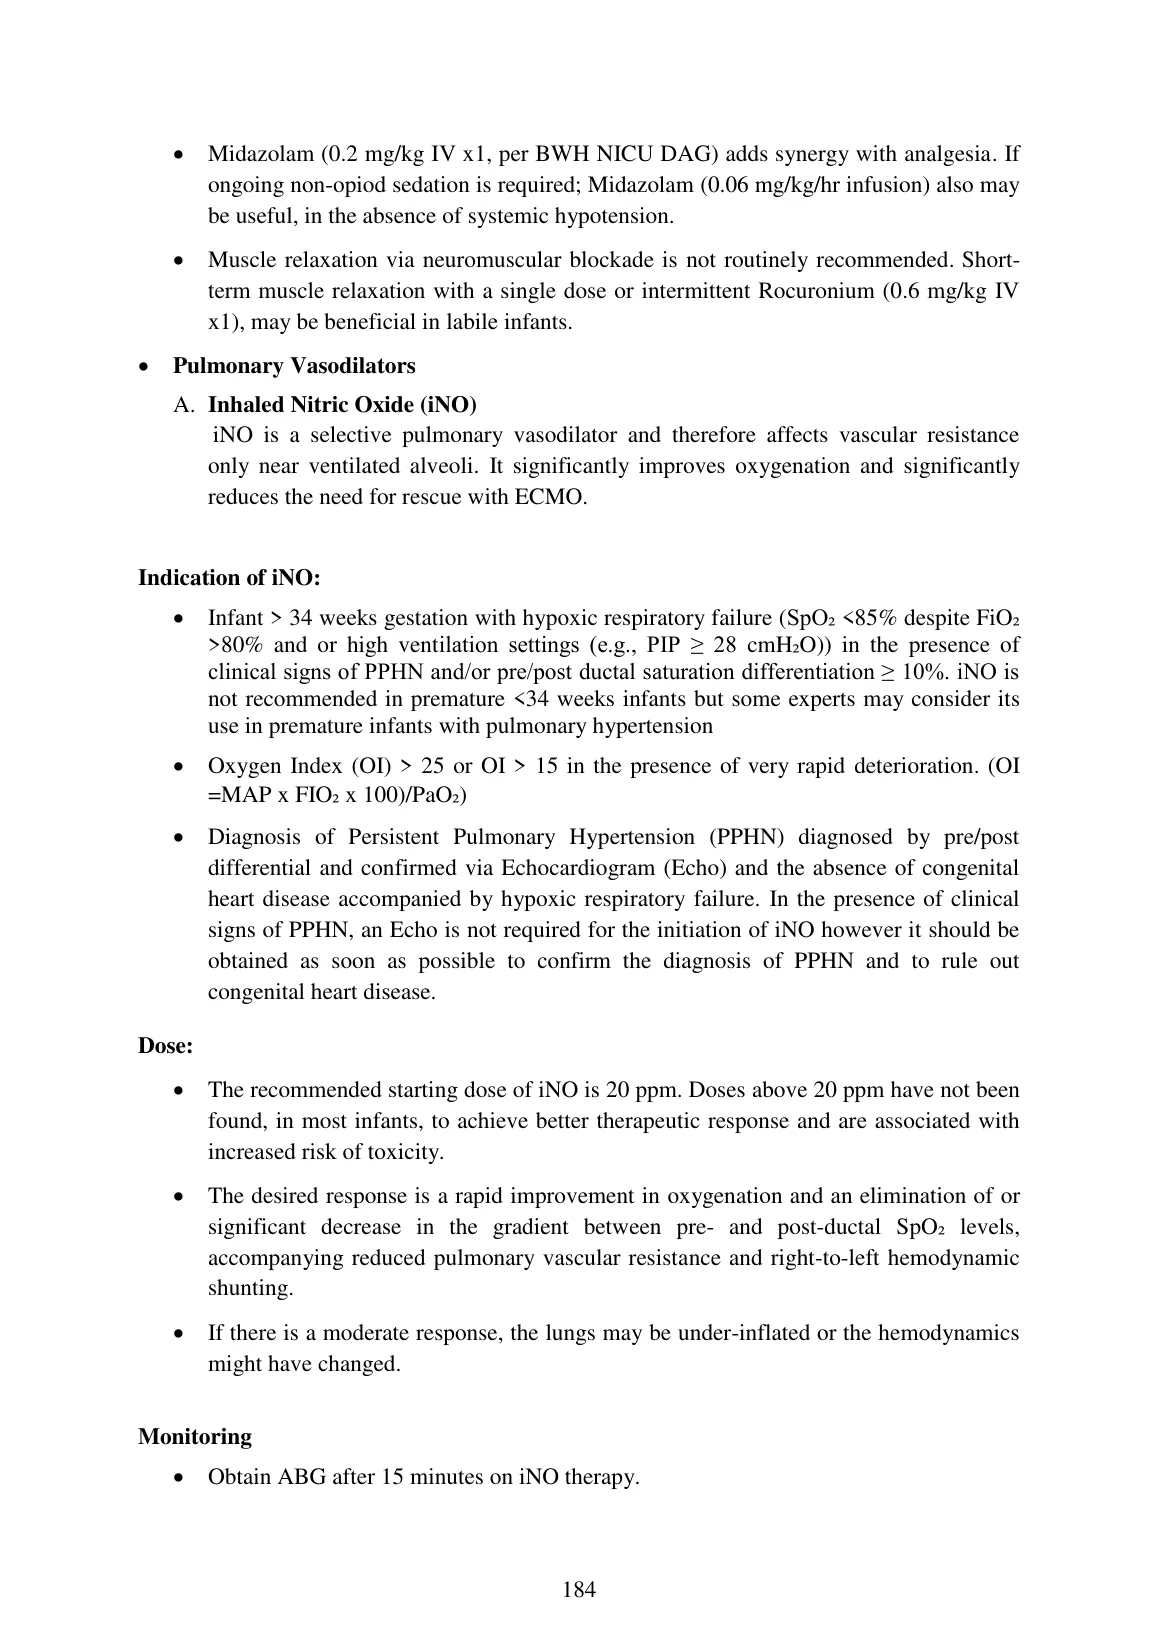 • Midazolam (0.2 mg/kg IV x1, per BWH NICU DAG) adds synergy with analgesia. If
ongoing non-opiod sedation is required; Midazolam (0.06 mg/kg/hr infusion) also may
be useful, in the absence of systemic hypotension.
• Muscle relaxation via neuromuscular blockade is not routinely recommended. Short-
term muscle relaxation with a single dose or intermittent Rocuronium (0.6 mg/kg IV
x1), may be beneficial in labile infants.
• Pulmonary Vasodilators
A. Inhaled Nitric Oxide (iNO)
iNO is a selective pulmonary vasodilator and therefore affects vascular resistance
only near ventilated alveoli. It significantly improves oxygenation and significantly
reduces the need for rescue with ECMO.
Indication of iNO:
• Infant > 34 weeks gestation with hypoxic respiratory failure (SpO₂ <85% despite FiO₂
>80% and or high ventilation settings (e.g., PIP ≥ 28 cmH₂O)) in the presence of
clinical signs of PPHN and/or pre/post ductal saturation differentiation ≥ 10%. iNO is
not recommended in premature <34 weeks infants but some experts may consider its
use in premature infants with pulmonary hypertension
• Oxygen Index (OI) > 25 or OI > 15 in the presence of very rapid deterioration. (OI
=MAP x FIO₂ x 100)/PaO₂)
• Diagnosis of Persistent Pulmonary Hypertension (PPHN) diagnosed by pre/post
differential and confirmed via Echocardiogram (Echo) and the absence of congenital
heart disease accompanied by hypoxic respiratory failure. In the presence of clinical
signs of PPHN, an Echo is not required for the initiation of iNO however it should be
obtained as soon as possible to confirm the diagnosis of PPHN and to rule out
congenital heart disease.
Dose:
• The recommended starting dose of iNO is 20 ppm. Doses above 20 ppm have not been
found, in most infants, to achieve better therapeutic response and are associated with
increased risk of toxicity.
• The desired response is a rapid improvement in oxygenation and an elimination of or
significant decrease in the gradient between pre- and post-ductal SpO₂ levels,
accompanying reduced pulmonary vascular resistance and right-to-left hemodynamic
shunting.
• If there is a moderate response, the lungs may be under-inflated or the hemodynamics
might have changed.
Monitoring
• Obtain ABG after 15 minutes on iNO therapy.
184